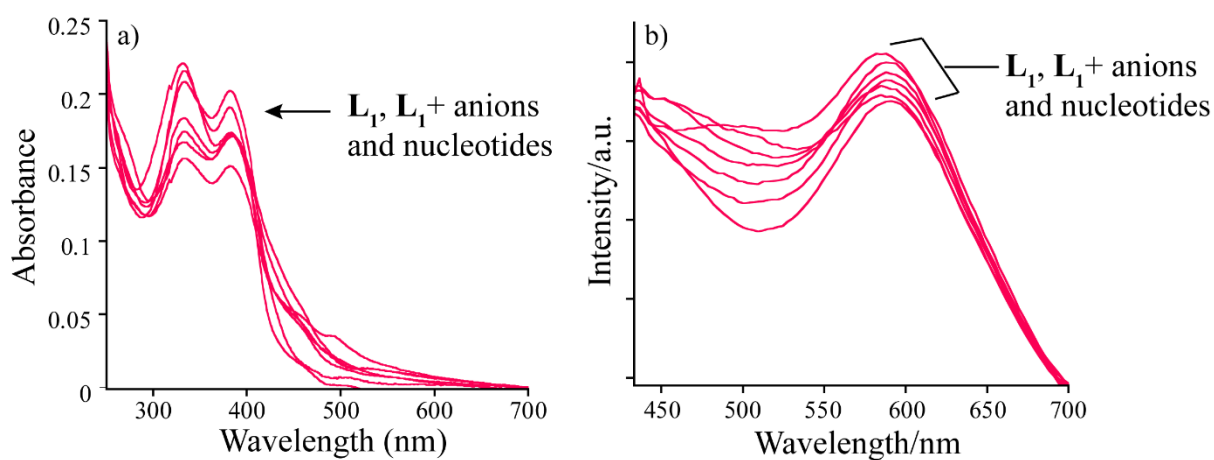 a)
0.25
0.2
0.15
0.1
0.05
0
Absorbance
L1, L1+ anions
and nucleotides
300 400 500 600 700
Wavelength (nm)
b)
Intensity/a.u.
L1, L1+ anions
and nucleotides
450 500 550 600 650 700
Wavelength/nm